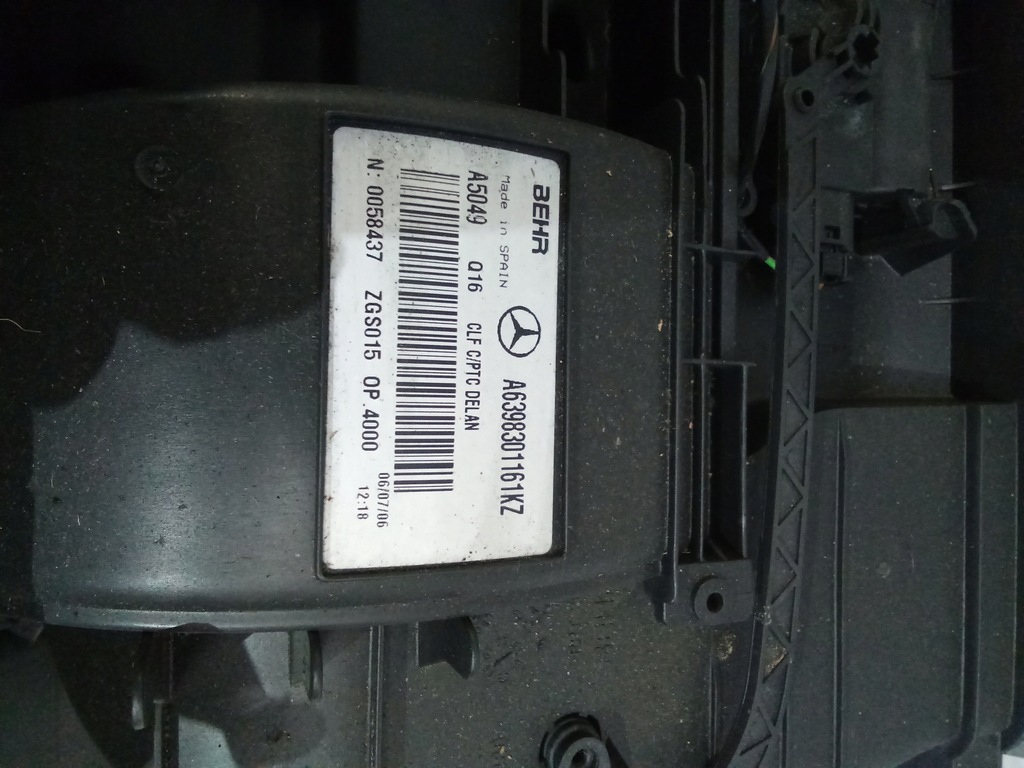 BEHR
Made in SPAIN
A6398301161KZ
A5049 Q16 CLF C/PTC DELAN
N: 0058437 ZGS015 OP.4000
06/07/06
12:18